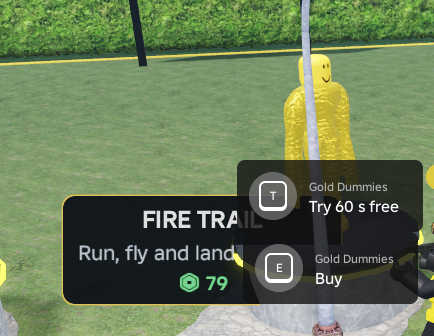 FIRE TRAIL
Run, fly and land
79
T
Gold Dummies
Try 60 s free
E
Gold Dummies
Buy